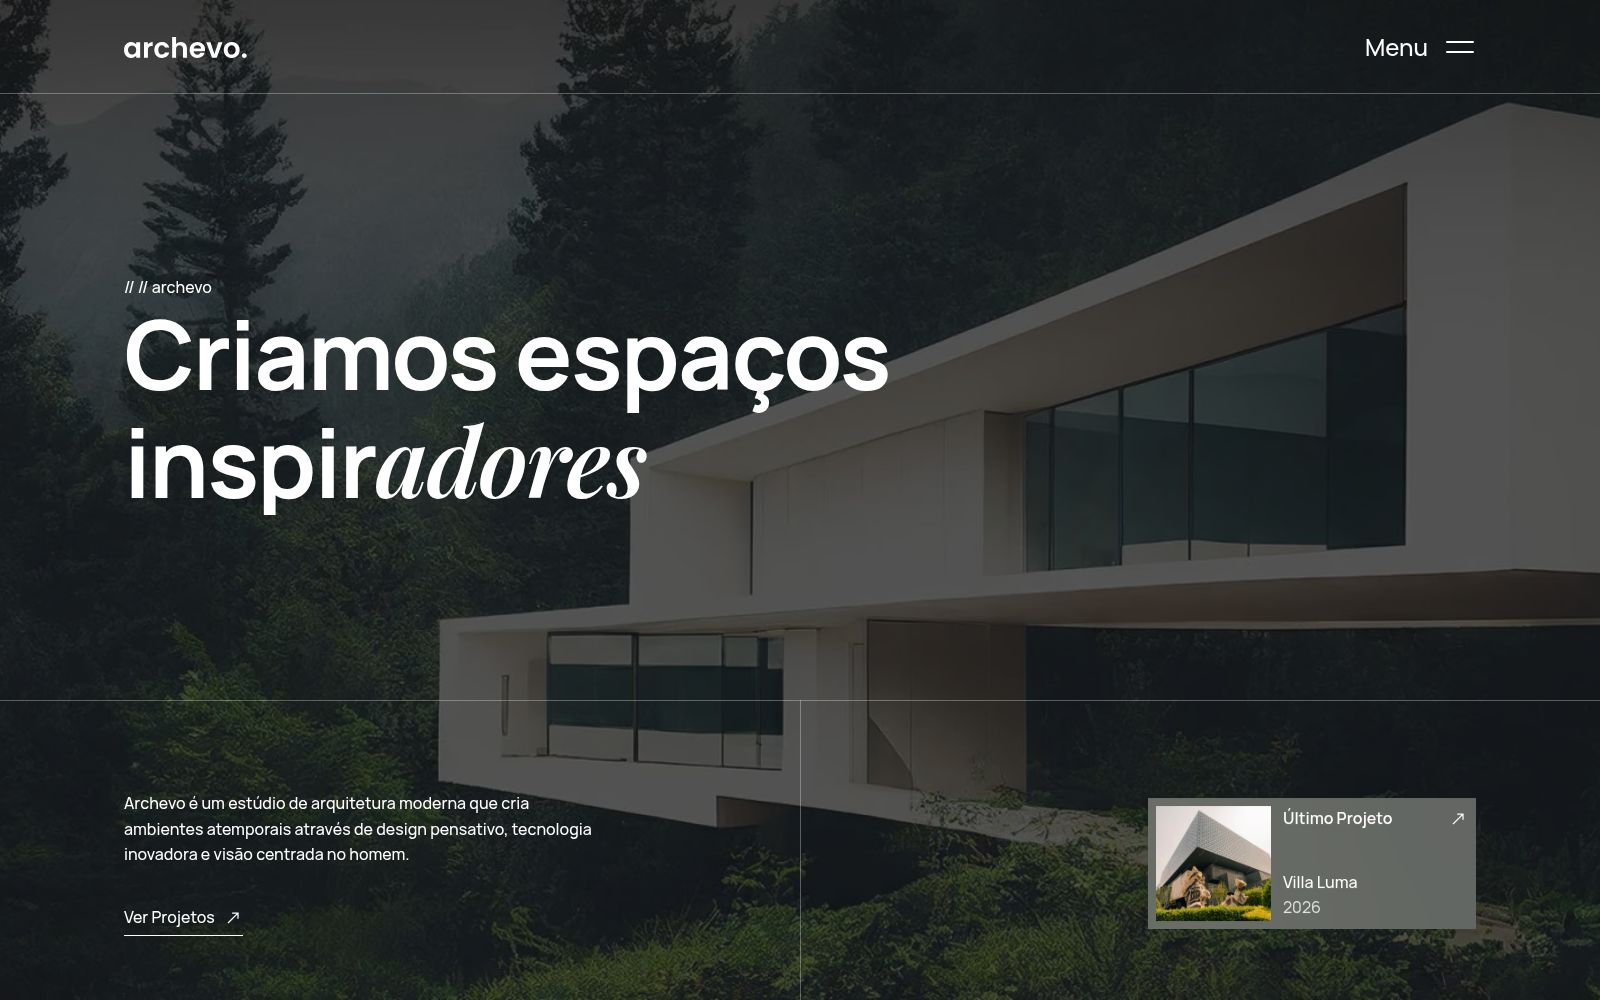 archevo.
Menu
// // archevo
Criamos espaços
inspiradores
Archevo é um estúdio de arquitetura moderna que cria
ambientes atemporais através de design pensativo, tecnologia
inovadora e visão centrada no homem.
Ver Projetos
Último Projeto
Villa Luma
2026